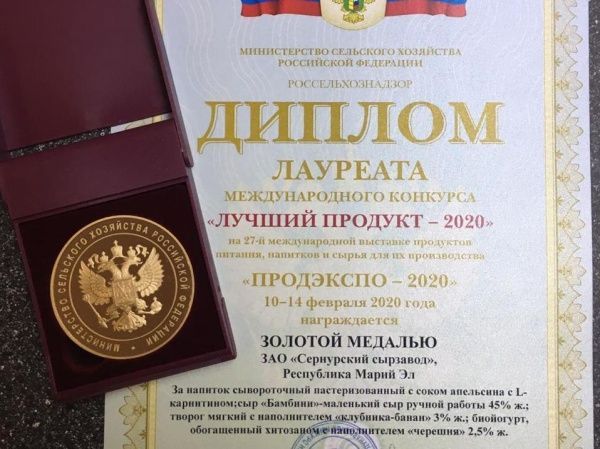 МИНИСТЕРСТВО СЕЛЬСКОГО ХОЗЯЙСТВА
РОССИЙСКОЙ ФЕДЕРАЦИИ
РОССЕЛЬХОЗНАДЗОР
ДИПЛОМ
ЛАУРЕАТА
МЕЖДУНАРОДНОГО КОНКУРСА
«ЛУЧШИЙ ПРОДУКТ – 2020»
на 27-й международной выставке продуктов
питания, напитков и сырья для их производства
«ПРОДЭКСПО – 2020»
10–14 февраля 2020 года
награждается
ЗОЛОТОЙ МЕДАЛЬЮ
ЗАО «Сернурский сырзавод»,
Республика Марий Эл
За напиток сывороточный пастеризованный с соком апельсина с L-
карнитином;сыр «Бамбини»-маленький сыр ручной работы 45% ж.;
творог мягкий с наполнителем «клубника-банан» 3% ж.; биойогурт,
обогащенный хитозаном с наполнителем «черешня» 2,5% ж.
МИНИСТЕРСТВО СЕЛЬСКОГО ХОЗЯЙСТВА РОССИЙСКОЙ ФЕДЕРАЦИИ